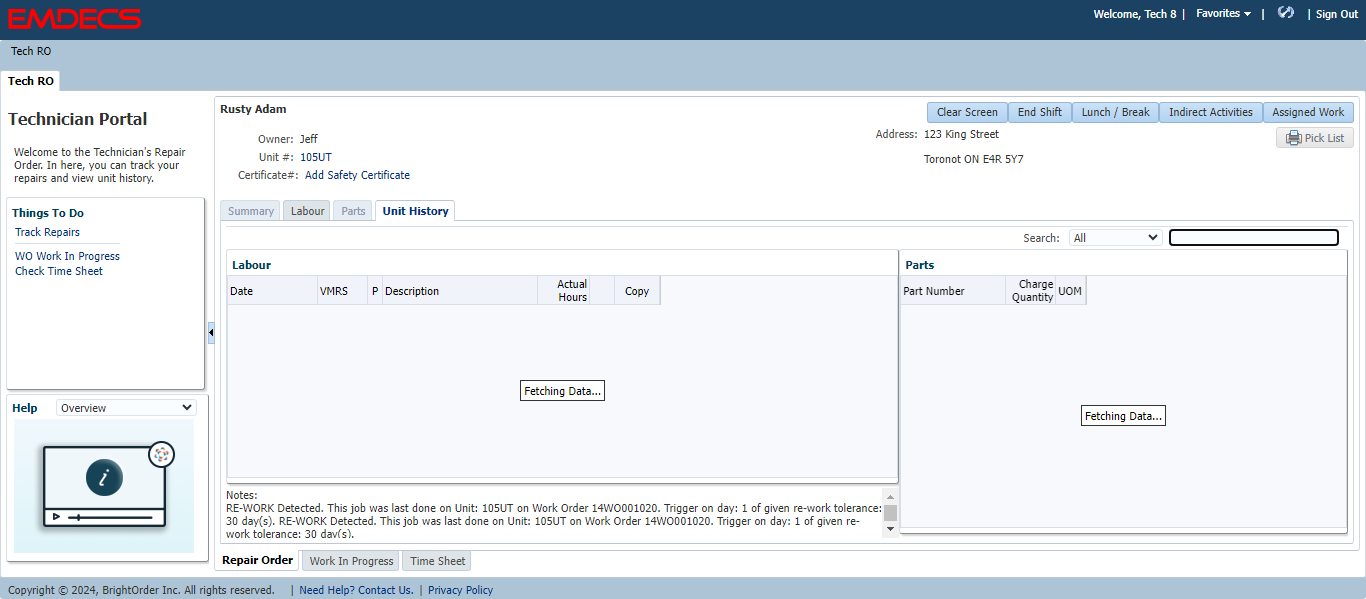 EMDECS
Welcome, Tech 8 | Favorites | | Sign Out
Tech RO
Tech RO
Technician Portal
Welcome to the Technician's Repair
Order. In here, you can track your
repairs and view unit history.
Things To Do
Track Repairs
WO Work In Progress
Check Time Sheet
Help Overview
i
Rusty Adam
Clear Screen End Shift Lunch / Break Indirect Activities Assigned Work
Owner: Jeff
Unit #: 105UT
Certificate#: Add Safety Certificate
Address: 123 King Street
Toronot ON E4R 5Y7
Pick List
Summary Labour Parts Unit History
Search: All
Labour
Date VMRS P Description Actual Hours Copy
Fetching Data...
Parts
Part Number Charge Quantity UOM
Fetching Data...
Notes:
RE-WORK Detected. This job was last done on Unit: 105UT on Work Order 14WO001020. Trigger on day: 1 of given re-work tolerance:
30 day(s). RE-WORK Detected. This job was last done on Unit: 105UT on Work Order 14WO001020. Trigger on day: 1 of given re-
work tolerance: 30 day(s).
Repair Order Work In Progress Time Sheet
Copyright © 2024, BrightOrder Inc. All rights reserved. | Need Help? Contact Us. | Privacy Policy